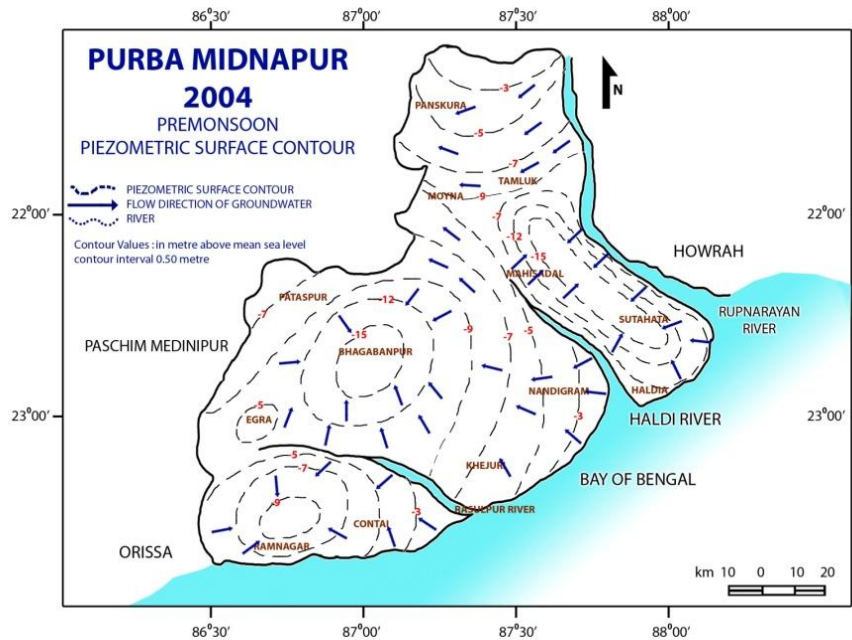 86°30' 87°00' 87°30' 88°00'
PURBA MIDNAPUR
2004
PREMONSOON
PIEZOMETRIC SURFACE CONTOUR
PIEZOMETRIC SURFACE CONTOUR
FLOW DIRECTION OF GROUNDWATER
RIVER
Contour Values : in metre above mean sea level
contour interval 0.50 metre
N
-3
PANSKURA
-5
-7
TAMLUK
MOYNA
-9
22°00'
22°00'
-7
-12
HOWRAH
-15
MAHISADAL
PATASPUR
-12
-7
RUPNARAYAN
RIVER
SUTAHATA
-9
-5
-7
-15
PASCHIM MEDINIPUR
BHAGABANPUR
NANDIGRAM
HALDIA
-5
EGRA
-3
23°00'
HALDI RIVER
23°00'
-5
-7
KHEJUR
BAY OF BENGAL
-9
RASULPUR RIVER
-3
CONTAI
RAMNAGAR
ORISSA
km 10 0 10 20
86°30' 87°00' 87°30' 88°00'